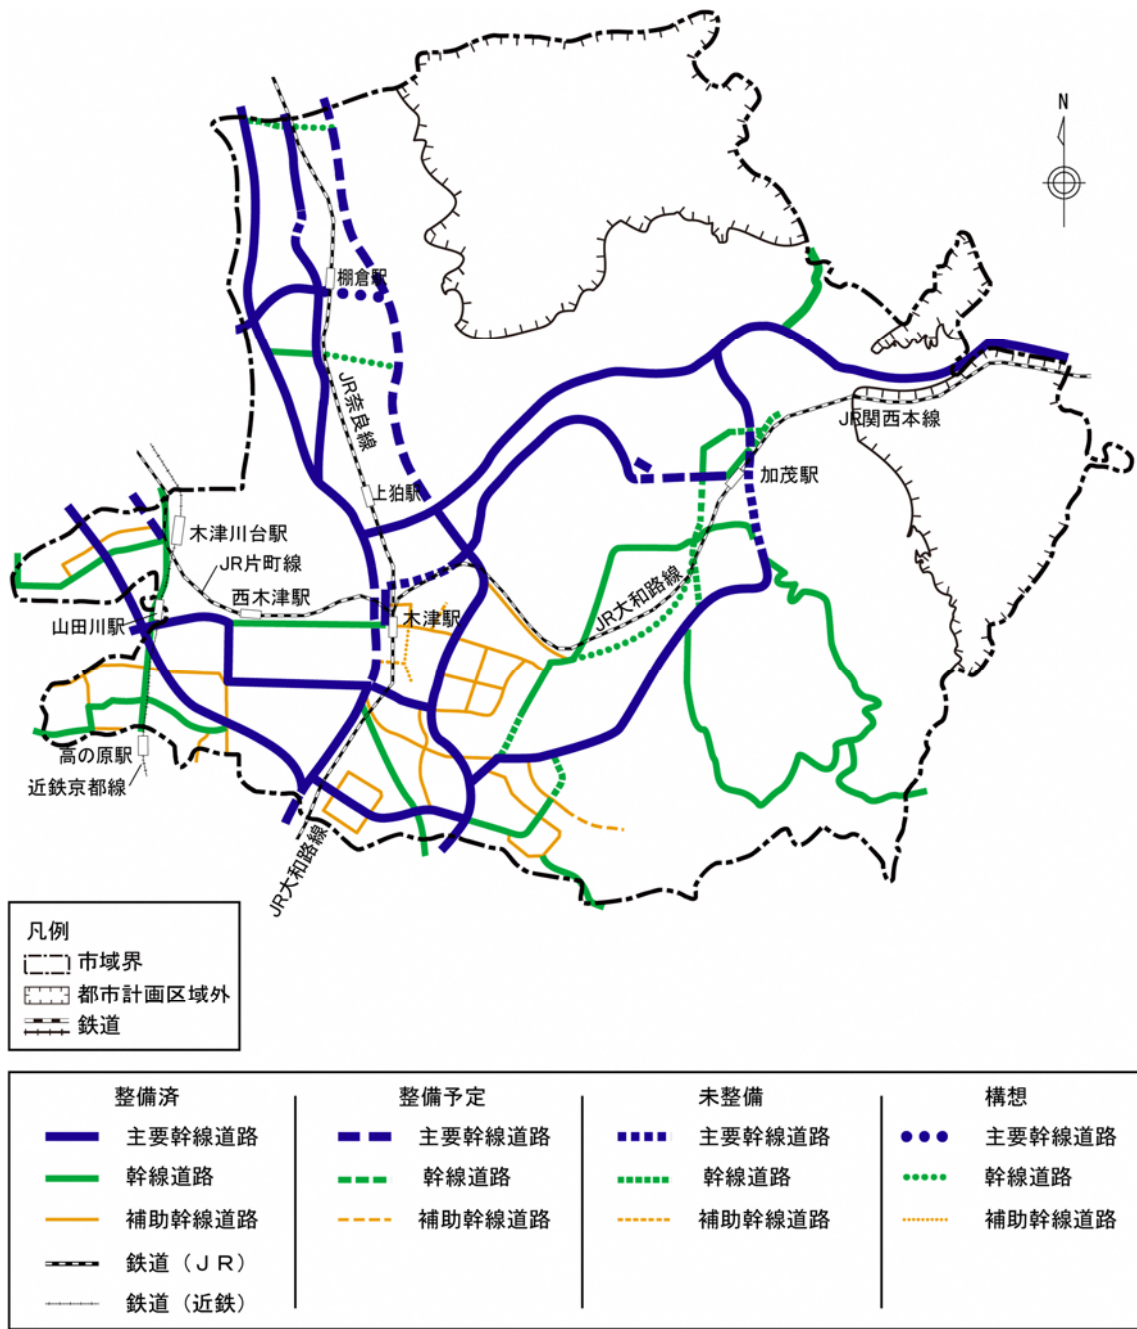 N
棚倉駅
JR奈良線
上狛駅
JR関西本線
加茂駅
木津川台駅
JR片町線
西木津駅
山田川駅
木津駅
JR大和路線
高の原駅
近鉄京都線
JR大和路線
凡例
市域界
都市計画区域外
鉄道
整備済
主要幹線道路
幹線道路
補助幹線道路
鉄道（ＪＲ）
鉄道（近鉄）
整備予定
主要幹線道路
幹線道路
補助幹線道路
未整備
主要幹線道路
幹線道路
補助幹線道路
構想
主要幹線道路
幹線道路
補助幹線道路